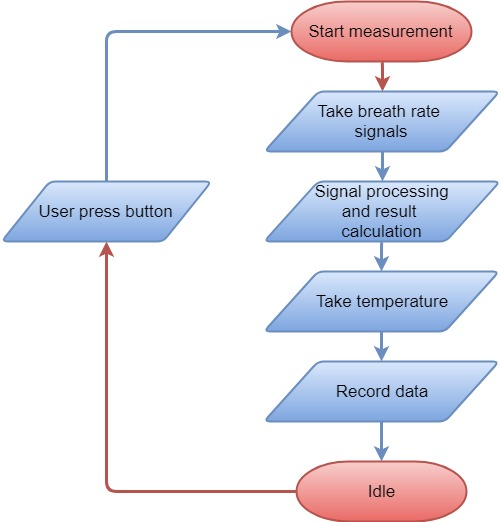 Start measurement
Take breath rate
signals
Signal processing
and result
calculation
User press button
Take temperature
Record data
Idle